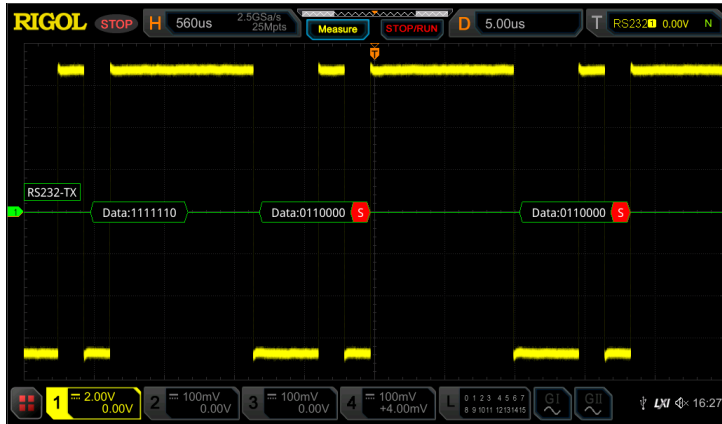 RIGOL STOP H 560us 2.5GSa/s 25Mpts Measure STOP/RUN D 5.00us T RS232 1 0.00V N
T
RS232-TX
1 Data:1111110 Data:0110000 S Data:0110000 S
1 2.00V 0.00V 2 100mV 0.00V 3 100mV 0.00V 4 100mV +4.00mV L 0 1 2 3 4 5 6 7 8 9 10 11 12 13 14 15 GI GII LXI 16:27